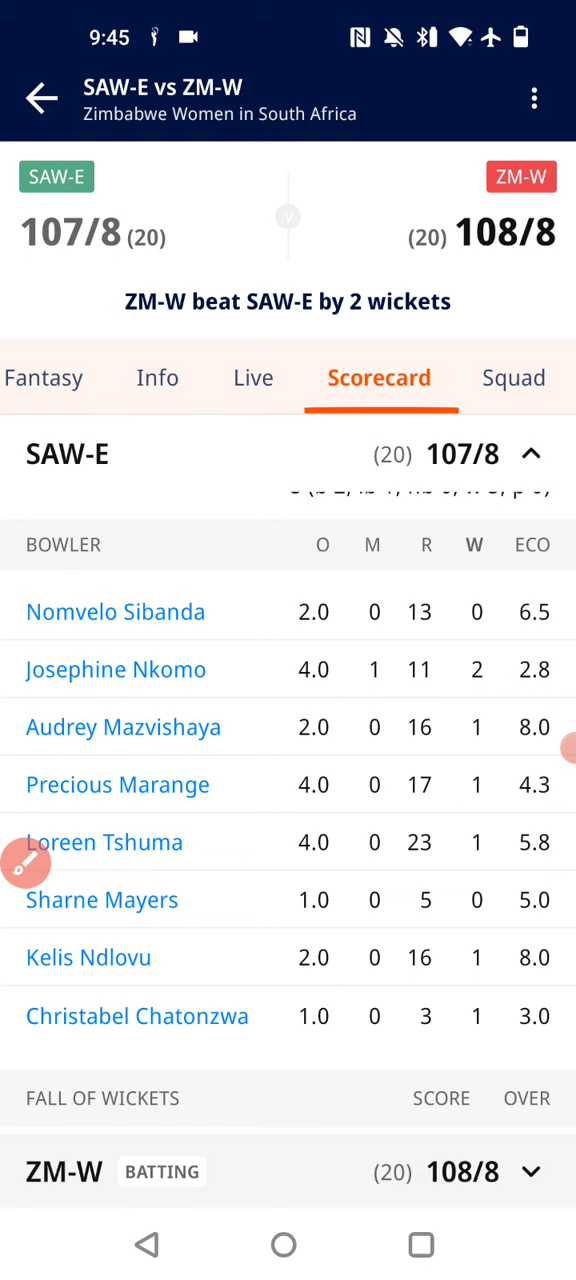 9:45
SAW-E vs ZM-W
Zimbabwe Women in South Africa
SAW-E ZM-W
107/8 (20) V (20) 108/8
ZM-W beat SAW-E by 2 wickets
Fantasy Info Live Scorecard Squad
SAW-E (20) 107/8
BOWLER O M R W ECO
Nomvelo Sibanda 2.0 0 13 0 6.5
Josephine Nkomo 4.0 1 11 2 2.8
Audrey Mazvishaya 2.0 0 16 1 8.0
Precious Marange 4.0 0 17 1 4.3
Loreen Tshuma 4.0 0 23 1 5.8
Sharne Mayers 1.0 0 5 0 5.0
Kelis Ndlovu 2.0 0 16 1 8.0
Christabel Chatonzwa 1.0 0 3 1 3.0
FALL OF WICKETS SCORE OVER
ZM-W BATTING (20) 108/8